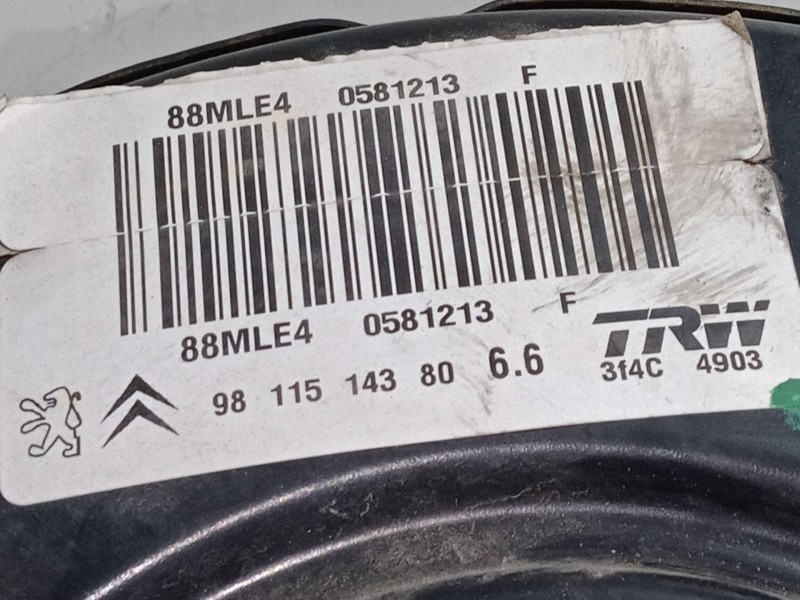 88MLE4 0581213 F
88MLE4 0581213 F
98 115 143 80 6.6
TRW
3f4C 4903